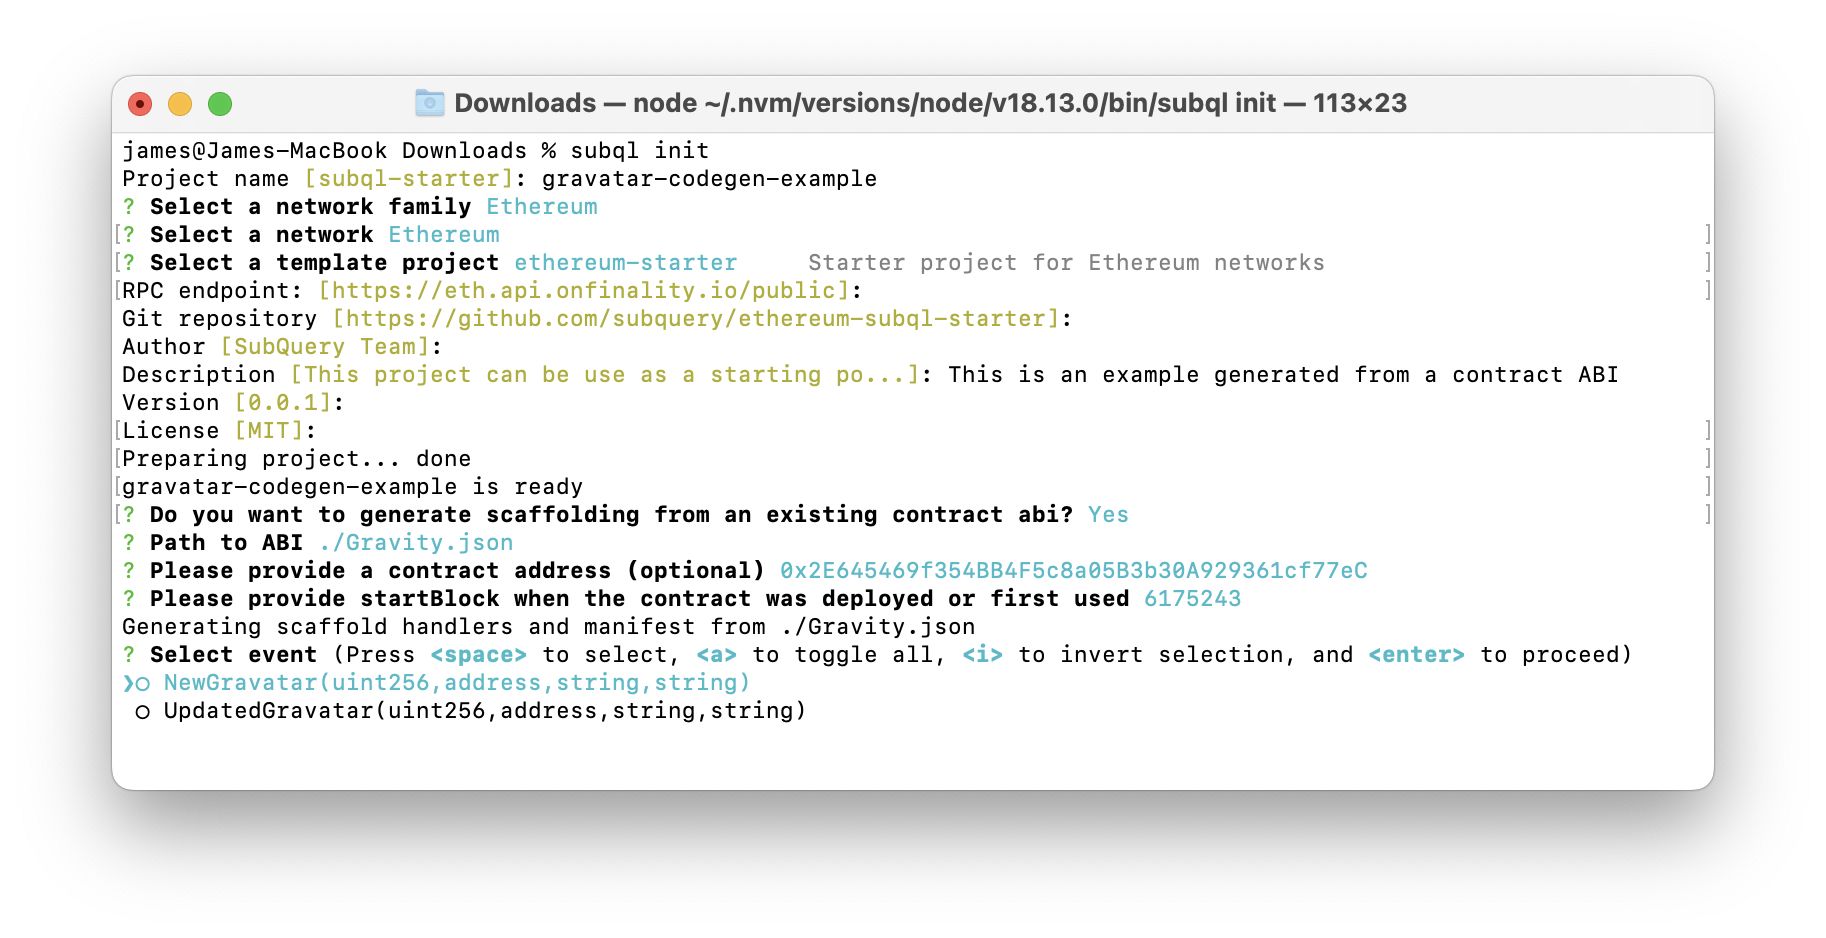 Downloads — node ~/.nvm/versions/node/v18.13.0/bin/subql init — 113×23
james@James-MacBook Downloads % subql init
Project name [subql-starter]: gravatar-codegen-example
? Select a network family Ethereum
[? Select a network Ethereum ]
[? Select a template project ethereum-starter     Starter project for Ethereum networks ]
[RPC endpoint: [https://eth.api.onfinality.io/public]: ]
Git repository [https://github.com/subquery/ethereum-subql-starter]:
Author [SubQuery Team]:
Description [This project can be use as a starting po...]: This is an example generated from a contract ABI
Version [0.0.1]:
[License [MIT]: ]
[Preparing project... done ]
[gravatar-codegen-example is ready ]
[? Do you want to generate scaffolding from an existing contract abi? Yes ]
? Path to ABI ./Gravity.json
? Please provide a contract address (optional) 0x2E645469f354BB4F5c8a05B3b30A929361cf77eC
? Please provide startBlock when the contract was deployed or first used 6175243
Generating scaffold handlers and manifest from ./Gravity.json
? Select event (Press <space> to select, <a> to toggle all, <i> to invert selection, and <enter> to proceed)
❯○ NewGravatar(uint256,address,string,string)
○ UpdatedGravatar(uint256,address,string,string)